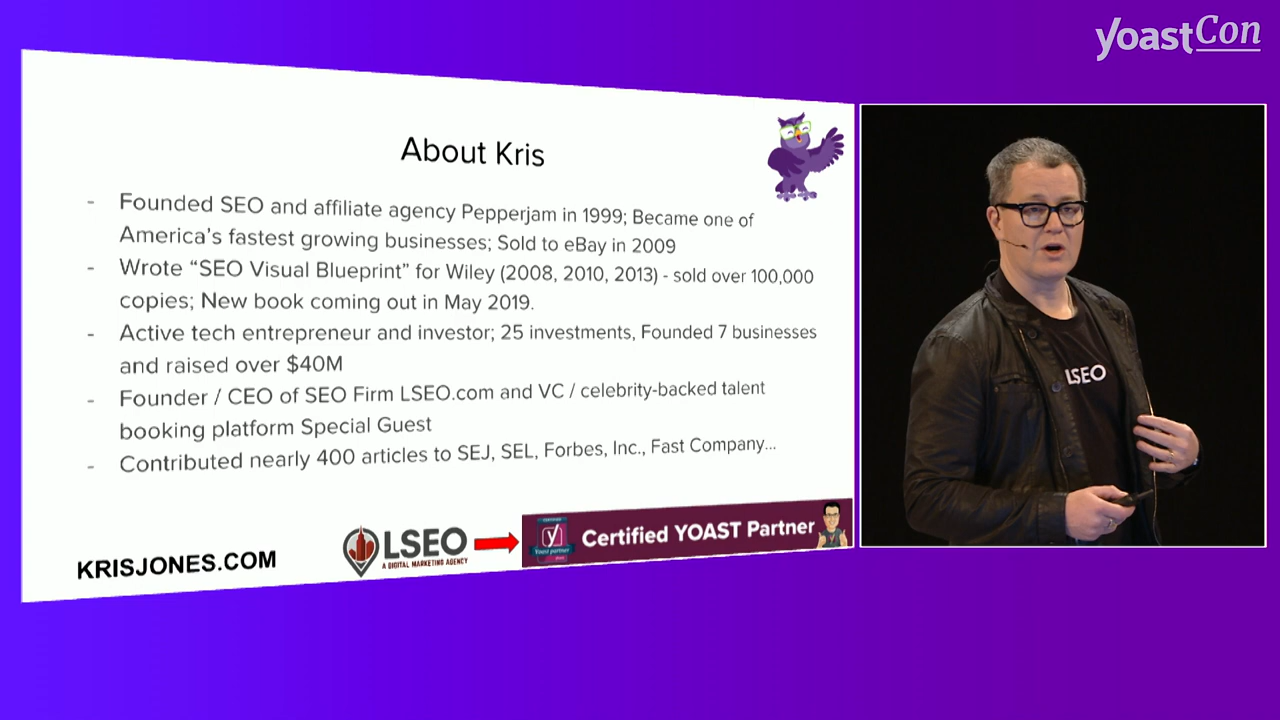 yoastCon
About Kris
- Founded SEO and affiliate agency Pepperjam in 1999; Became one of
America's fastest growing businesses; Sold to eBay in 2009
- Wrote "SEO Visual Blueprint" for Wiley (2008, 2010, 2013) - sold over 100,000
copies; New book coming out in May 2019.
- Active tech entrepreneur and investor; 25 investments, Founded 7 businesses
and raised over $40M
- Founder / CEO of SEO Firm LSEO.com and VC / celebrity-backed talent
booking platform Special Guest
- Contributed nearly 400 articles to SEJ, SEL, Forbes, Inc., Fast Company...
KRISJONES.COM
LSEO
A DIGITAL MARKETING AGENCY
CERTIFIED
y
Yoast partner
Certified YOAST Partner
LSEO